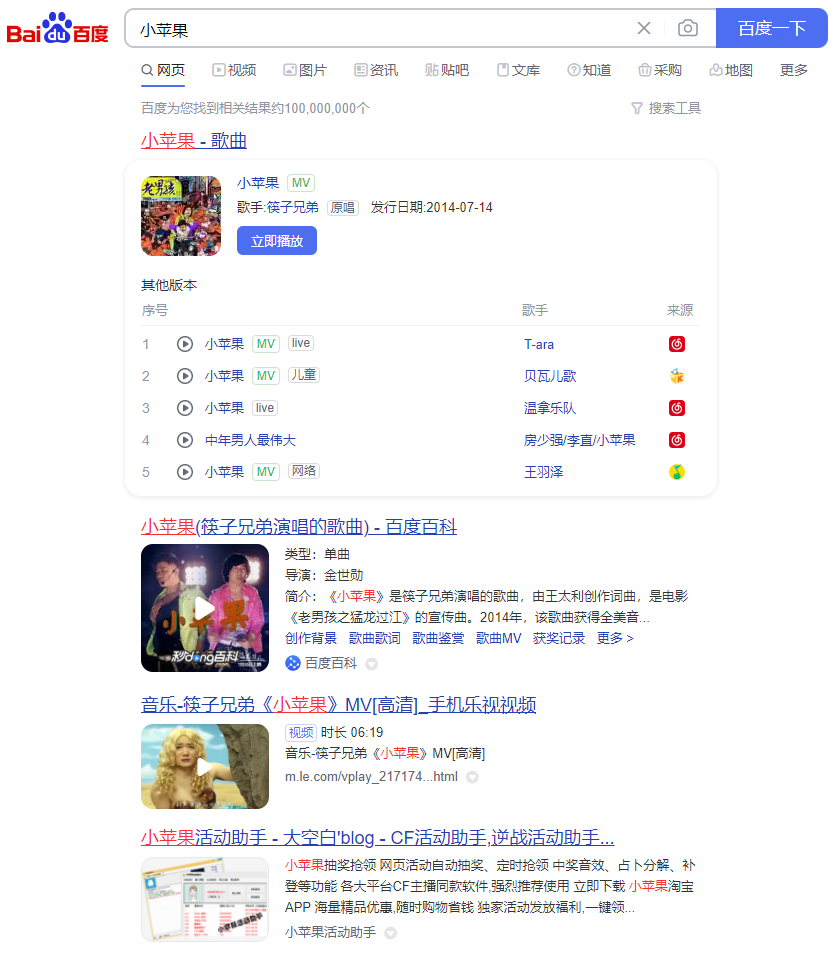 Bai du 百度
小苹果
百度一下
网页 视频 图片 资讯 贴吧 文库 知道 采购 地图 更多
百度为您找到相关结果约100,000,000个 搜索工具
小苹果 - 歌曲
老男孩
小苹果 MV
歌手:筷子兄弟 原唱 发行日期:2014-07-14
立即播放
其他版本
序号 歌手 来源
1 小苹果 MV live T-ara
2 小苹果 MV 儿童 贝瓦儿歌
3 小苹果 live 温拿乐队
4 中年男人最伟大 房少强/李直/小苹果
5 小苹果 MV 网络 王羽泽
小苹果(筷子兄弟演唱的歌曲) - 百度百科
小苹果
秒dong百科
类型：单曲
导演：金世勋
简介：《小苹果》是筷子兄弟演唱的歌曲，由王太利创作词曲，是电影
《老男孩之猛龙过江》的宣传曲。2014年，该歌曲获得全美音...
创作背景 歌曲歌词 歌曲鉴赏 歌曲MV 获奖记录 更多 >
百度百科
音乐-筷子兄弟《小苹果》MV[高清]_手机乐视视频
视频 时长 06:19
音乐-筷子兄弟《小苹果》MV[高清]
m.le.com/vplay_217174...html
小苹果活动助手 - 大空白'blog - CF活动助手,逆战活动助手...
小苹果活动助手
小苹果抽奖抢领 网页活动自动抽奖、定时抢领 中奖音效、占卜分解、补
登等功能 各大平台CF主播同款软件,强烈推荐使用 立即下载 小苹果淘宝
APP 海量精品优惠,随时购物省钱 独家活动发放福利,一键领...
小苹果活动助手